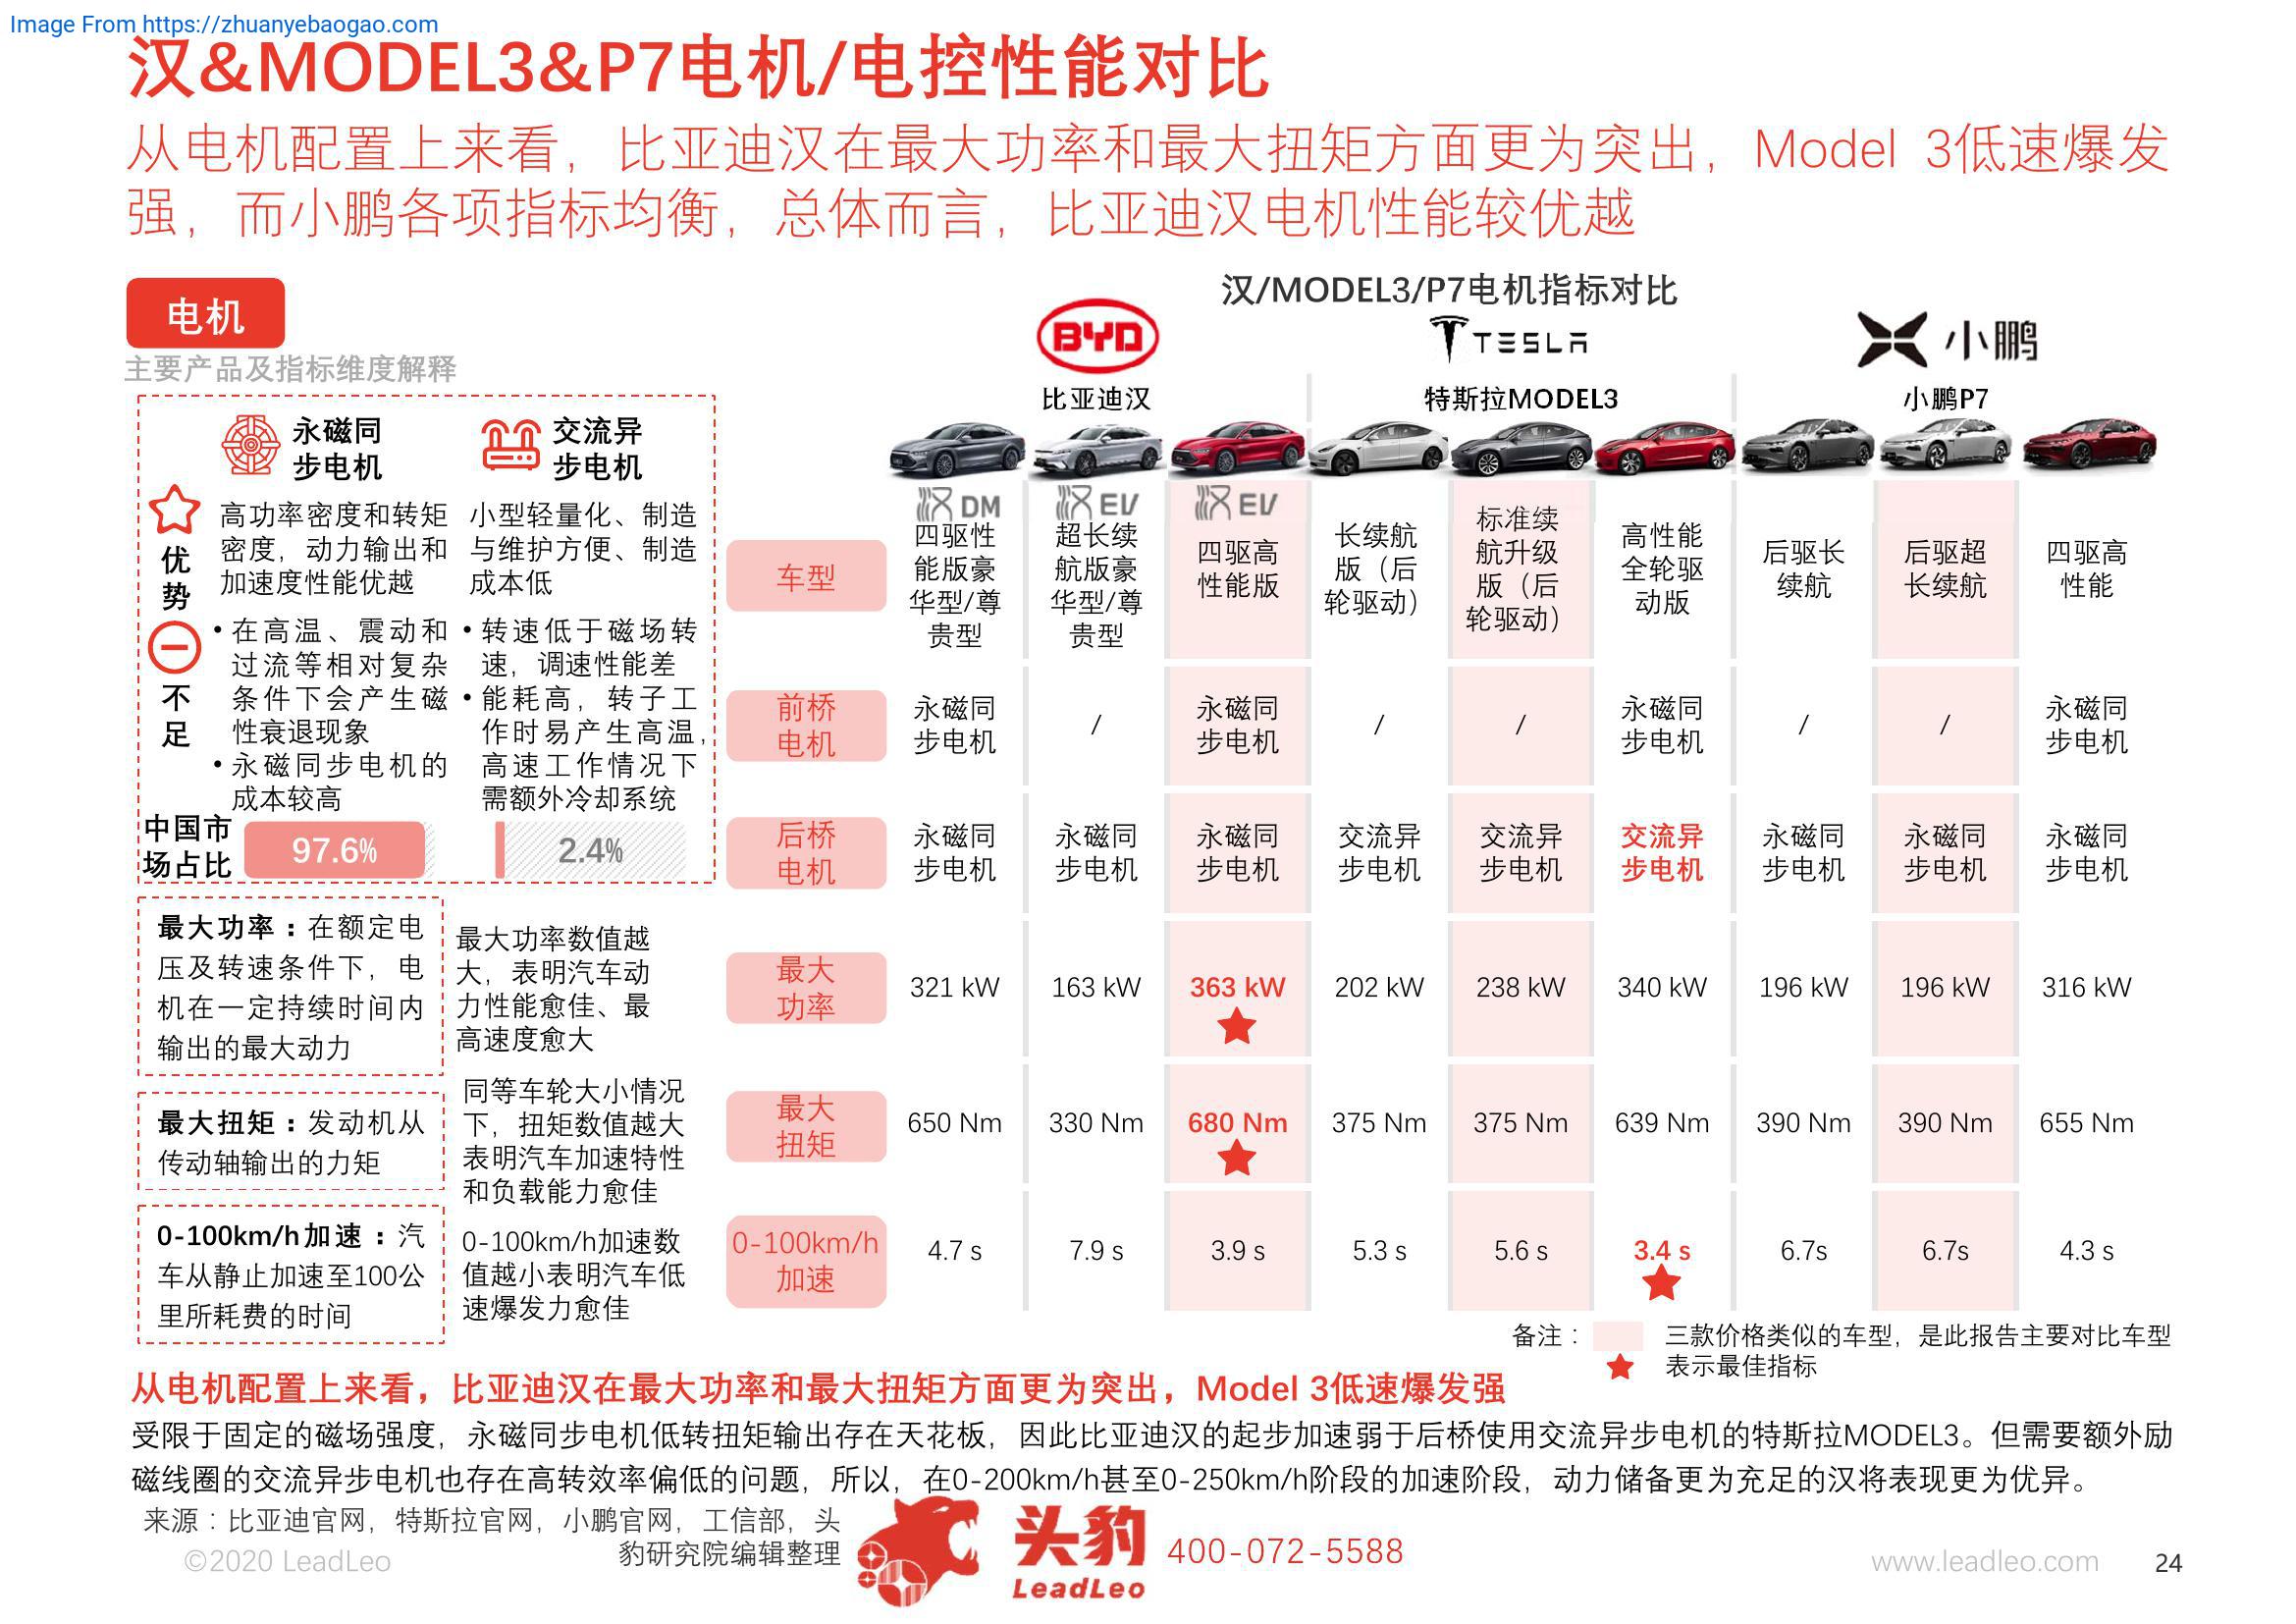 Image From https://zhuanyebaogao.com
汉&MODEL3&P7电机/电控性能对比
从电机配置上来看，比亚迪汉在最大功率和最大扭矩方面更为突出，Model 3低速爆发
强，而小鹏各项指标均衡，总体而言，比亚迪汉电机性能较优越
电机
主要产品及指标维度解释
永磁同
步电机
交流异
步电机
优
势
高功率密度和转矩
密度，动力输出和
加速度性能优越
小型轻量化、制造
与维护方便、制造
成本低
不
足
• 在高温、震动和
过流等相对复杂
条件下会产生磁
性衰退现象
• 永磁同步电机的
成本较高
• 转速低于磁场转
速，调速性能差
• 能耗高，转子工
作时易产生高温，
高速工作情况下
需额外冷却系统
中国市
场占比
97.6%
2.4%
最大功率：在额定电
压及转速条件下，电
机在一定持续时间内
输出的最大动力
最大功率数值越
大，表明汽车动
力性能愈佳、最
高速度愈大
最大扭矩：发动机从
传动轴输出的力矩
同等车轮大小情况
下，扭矩数值越大
表明汽车加速特性
和负载能力愈佳
0-100km/h加速：汽
车从静止加速至100公
里所耗费的时间
0-100km/h加速数
值越小表明汽车低
速爆发力愈佳
汉/MODEL3/P7电机指标对比
BYD
TESLA
小鹏
比亚迪汉
特斯拉MODEL3
小鹏P7
车型
汉 DM
四驱性
能版豪
华型/尊
贵型
汉 EV
超长续
航版豪
华型/尊
贵型
汉 EV
四驱高
性能版
长续航
版（后
轮驱动）
标准续
航升级
版（后
轮驱动）
高性能
全轮驱
动版
后驱长
续航
后驱超
长续航
四驱高
性能
前桥
电机
永磁同
步电机
/
永磁同
步电机
/
/
永磁同
步电机
/
/
永磁同
步电机
后桥
电机
永磁同
步电机
永磁同
步电机
永磁同
步电机
交流异
步电机
交流异
步电机
交流异
步电机
永磁同
步电机
永磁同
步电机
永磁同
步电机
最大
功率
321 kW 163 kW 363 kW 202 kW 238 kW 340 kW 196 kW 196 kW 316 kW
最大
扭矩
650 Nm 330 Nm 680 Nm 375 Nm 375 Nm 639 Nm 390 Nm 390 Nm 655 Nm
0-100km/h
加速
4.7 s 7.9 s 3.9 s 5.3 s 5.6 s 3.4 s 6.7s 6.7s 4.3 s
备注： 三款价格类似的车型，是此报告主要对比车型
表示最佳指标
从电机配置上来看，比亚迪汉在最大功率和最大扭矩方面更为突出，Model 3低速爆发强
受限于固定的磁场强度，永磁同步电机低转扭矩输出存在天花板，因此比亚迪汉的起步加速弱于后桥使用交流异步电机的特斯拉MODEL3。但需要额外励
磁线圈的交流异步电机也存在高转效率偏低的问题，所以，在0-200km/h甚至0-250km/h阶段的加速阶段，动力储备更为充足的汉将表现更为优异。
来源：比亚迪官网，特斯拉官网，小鹏官网，工信部，头
豹研究院编辑整理
©2020 LeadLeo
头豹
LeadLeo
400-072-5588
www.leadleo.com
24